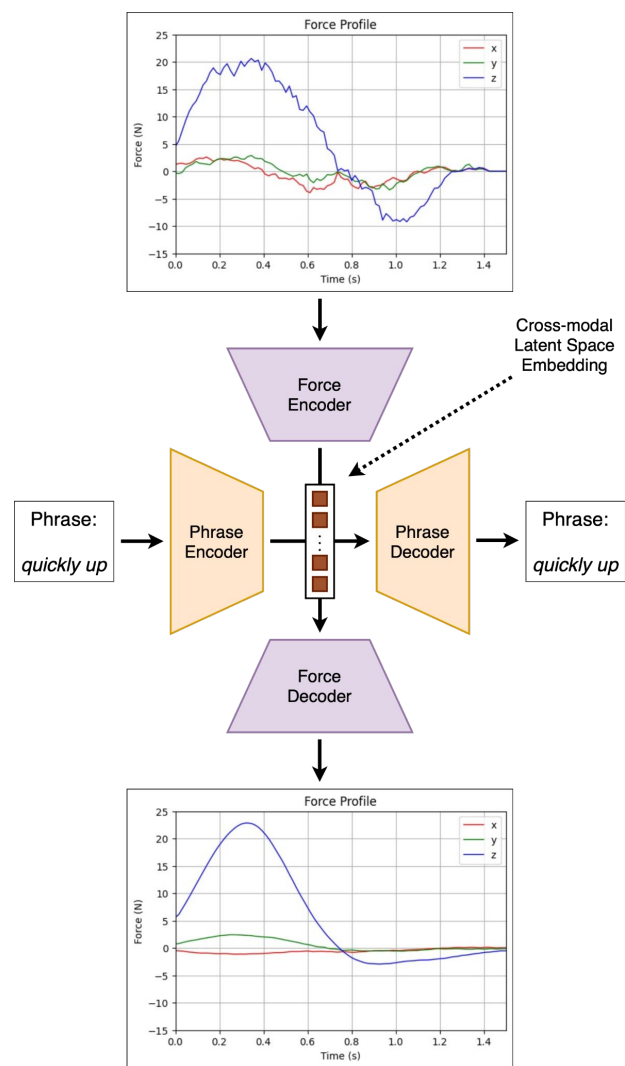 Force Profile
25
20
15
10
5
0
−5
−10
−15
Force (N)
x
y
z
0.0 0.2 0.4 0.6 0.8 1.0 1.2 1.4
Time (s)
Cross-modal
Latent Space
Embedding
Force
Encoder
Phrase:
quickly up
Phrase
Encoder
Phrase
Decoder
Phrase:
quickly up
Force
Decoder
Force Profile
25
20
15
10
5
0
−5
−10
−15
Force (N)
x
y
z
0.0 0.2 0.4 0.6 0.8 1.0 1.2 1.4
Time (s)